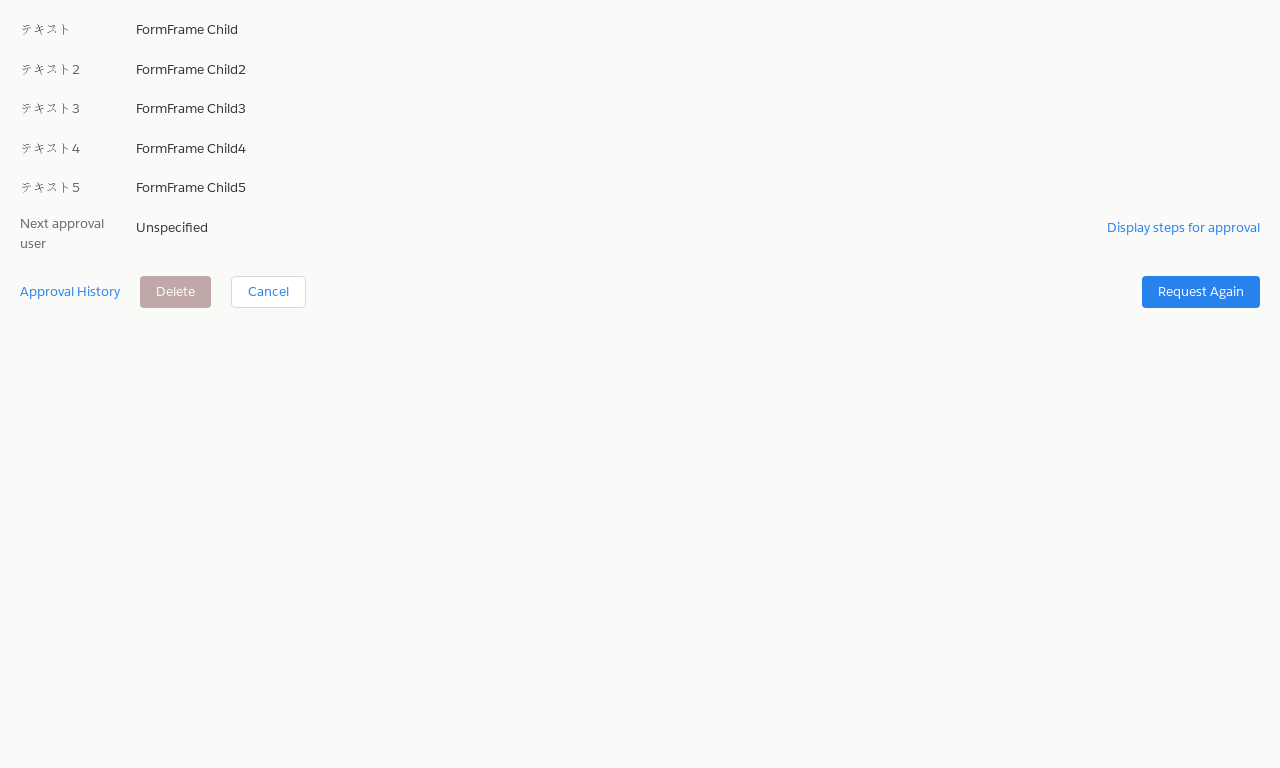 テキスト FormFrame Child
テキスト2 FormFrame Child2
テキスト3 FormFrame Child3
テキスト4 FormFrame Child4
テキスト5 FormFrame Child5
Next approval user Unspecified Display steps for approval
Approval History Delete Cancel Request Again